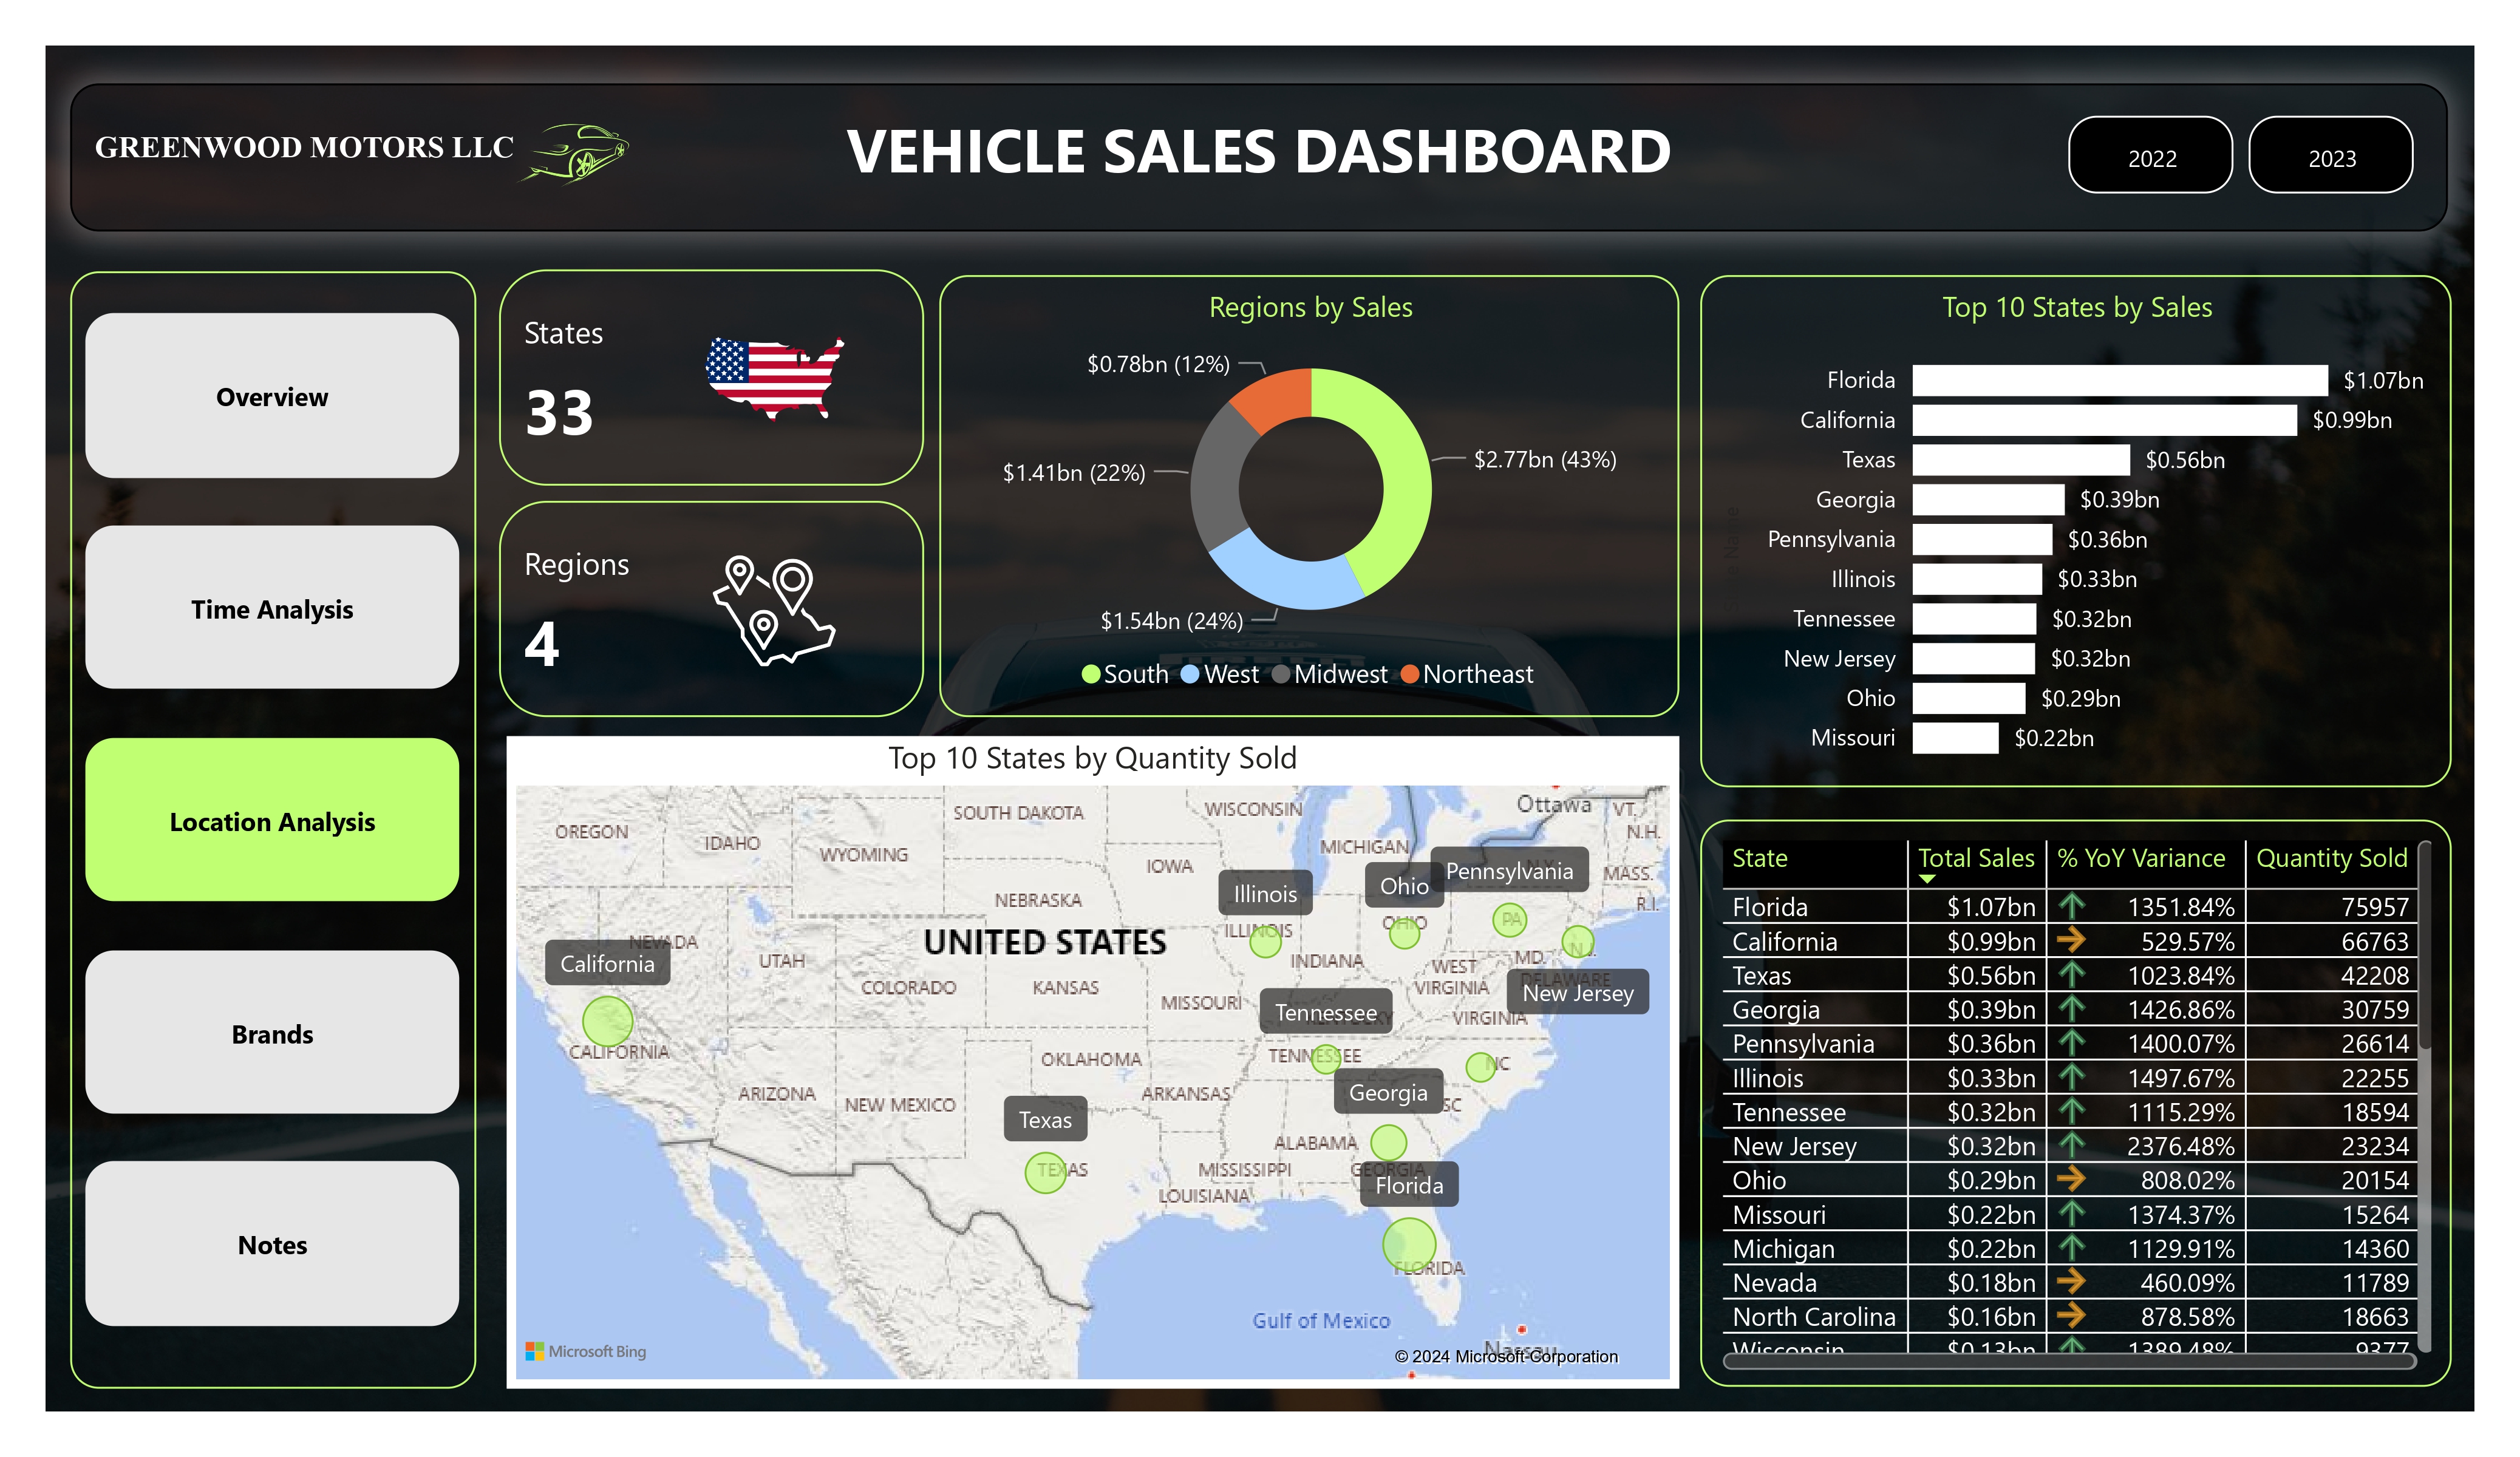 GREENWOOD MOTORS LLC
VEHICLE SALES DASHBOARD
2022
2023
Overview
Time Analysis
Location Analysis
Brands
Notes
States
33
Regions
4
Regions by Sales
$0.78bn (12%)
$2.77bn (43%)
$1.41bn (22%)
$1.54bn (24%)
South West Midwest Northeast
Top 10 States by Sales
Florida $1.07bn
California $0.99bn
Texas $0.56bn
Georgia $0.39bn
Pennsylvania $0.36bn
Illinois $0.33bn
Tennessee $0.32bn
New Jersey $0.32bn
Ohio $0.29bn
Missouri $0.22bn
Top 10 States by Quantity Sold
Ottawa
VT.
N.H.
OREGON
IDAHO
WYOMING
SOUTH DAKOTA
WISCONSIN
MICHIGAN
N.Y.
MASS.
R.I.
IOWA
NEBRASKA
Illinois
Ohio
Pennsylvania
ILLINOIS
OHIO
PA
N.J.
NEVADA
California
UTAH
UNITED STATES
COLORADO
KANSAS
MISSOURI
INDIANA
WEST
VIRGINIA
MD.
DELAWARE
New Jersey
Tennessee
KENTUCKY
VIRGINIA
CALIFORNIA
OKLAHOMA
TENNESSEE
NC
ARIZONA
NEW MEXICO
ARKANSAS
Georgia
SC
Texas
TEXAS
ALABAMA
MISSISSIPPI
GEORGIA
LOUISIANA
Florida
FLORIDA
Gulf of Mexico
Nassau
Microsoft Bing
© 2024 Microsoft Corporation
State Total Sales % YoY Variance Quantity Sold
Florida $1.07bn 1351.84% 75957
California $0.99bn 529.57% 66763
Texas $0.56bn 1023.84% 42208
Georgia $0.39bn 1426.86% 30759
Pennsylvania $0.36bn 1400.07% 26614
Illinois $0.33bn 1497.67% 22255
Tennessee $0.32bn 1115.29% 18594
New Jersey $0.32bn 2376.48% 23234
Ohio $0.29bn 808.02% 20154
Missouri $0.22bn 1374.37% 15264
Michigan $0.22bn 1129.91% 14360
Nevada $0.18bn 460.09% 11789
North Carolina $0.16bn 878.58% 18663
Wisconsin $0.13bn 1389.48% 9377